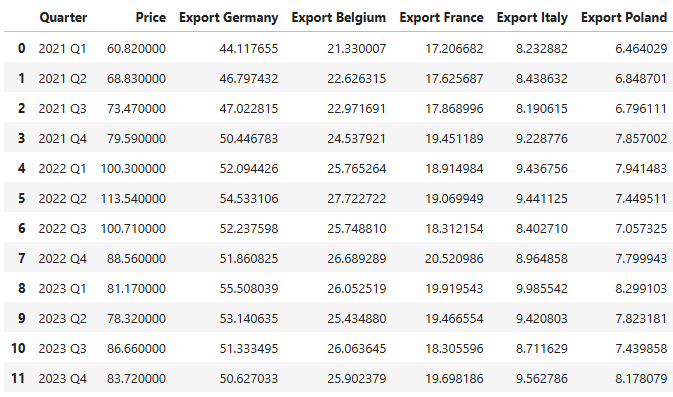 Quarter Price Export Germany Export Belgium Export France Export Italy Export Poland
0 2021 Q1 60.820000 44.117655 21.330007 17.206682 8.232882 6.464029
1 2021 Q2 68.830000 46.797432 22.626315 17.625687 8.438632 6.848701
2 2021 Q3 73.470000 47.022815 22.971691 17.868996 8.190615 6.796111
3 2021 Q4 79.590000 50.446783 24.537921 19.451189 9.228776 7.857002
4 2022 Q1 100.300000 52.094426 25.765264 18.914984 9.436756 7.941483
5 2022 Q2 113.540000 54.533106 27.722722 19.069949 9.441125 7.449511
6 2022 Q3 100.710000 52.237598 25.748810 18.312154 8.402710 7.057325
7 2022 Q4 88.560000 51.860825 26.689289 20.520986 8.964858 7.799943
8 2023 Q1 81.170000 55.508039 26.052519 19.919543 9.985542 8.299103
9 2023 Q2 78.320000 53.140635 25.434880 19.466554 9.420803 7.823181
10 2023 Q3 86.660000 51.333495 26.063645 18.305596 8.711629 7.439858
11 2023 Q4 83.720000 50.627033 25.902379 19.698186 9.562786 8.178079